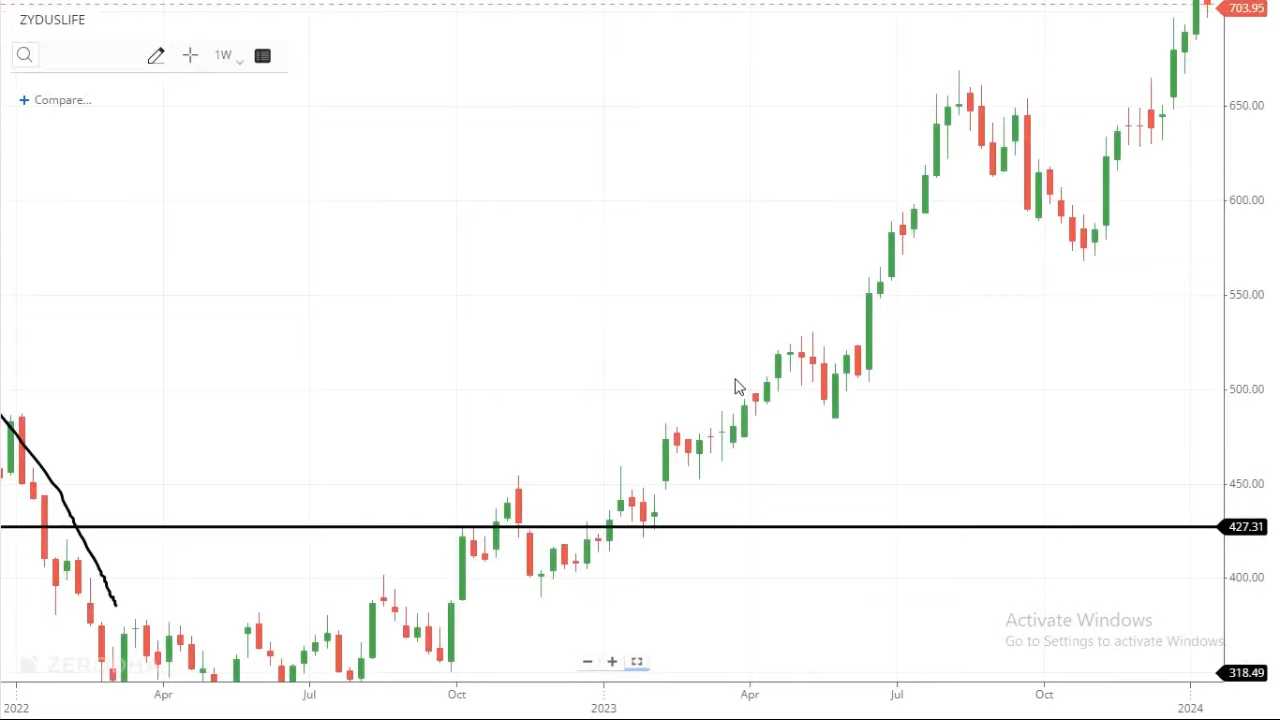 ZYDUSLIFE
703.95
1W
+ Compare...
650.00
600.00
550.00
500.00
450.00
427.31
400.00
Activate Windows
Go to Settings to activate Windows.
318.49
Apr
Jul
Oct
Apr
Jul
Oct
2022
2023
2024